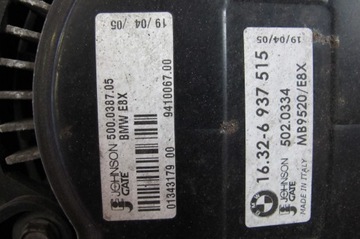 19/04/05
JOHNSON
GATE
500.0387.05
BMW E8X
9410067.00
01343179 00
19/04/05
16.32-6 937 515
JOHNSON
GATE
502.0334
MB9520/E8X
MADE IN ITALY